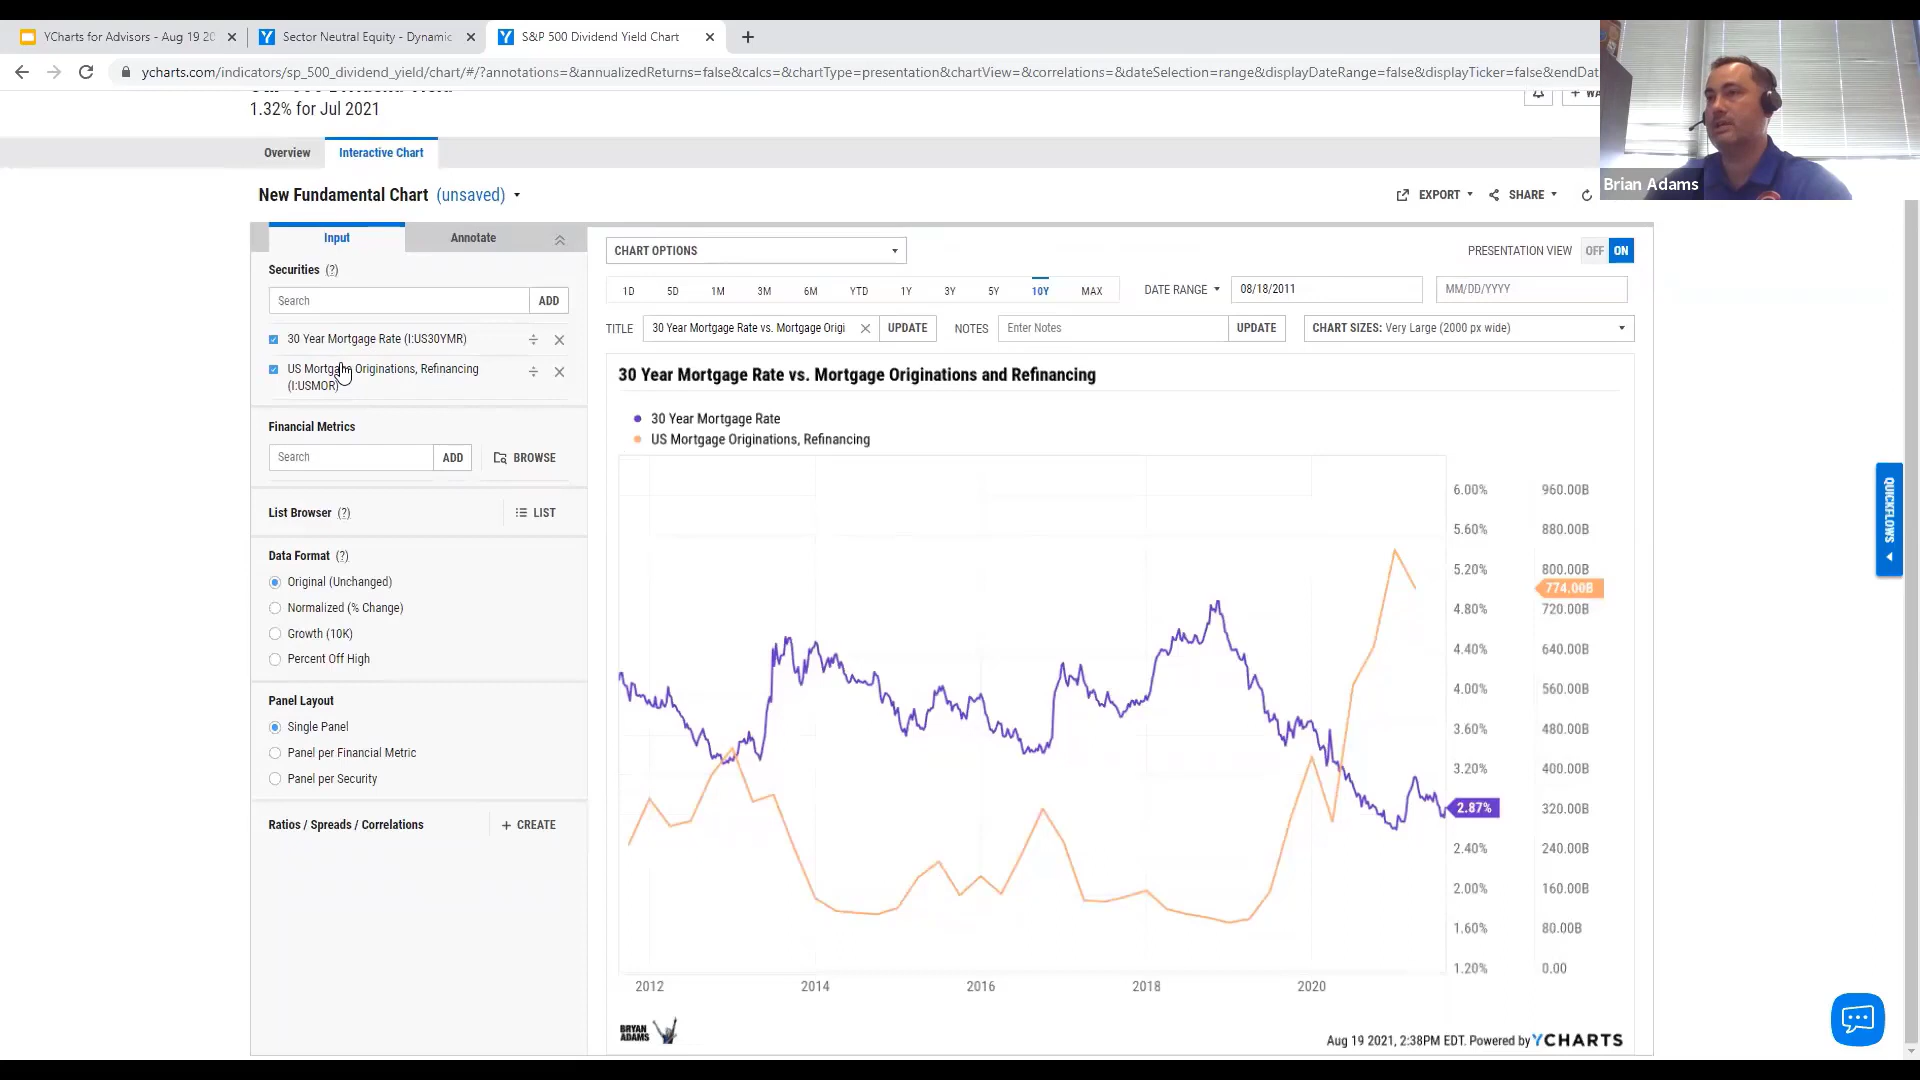 YCharts for Advisors - Aug 19 20
Sector Neutral Equity - Dynamic
S&P 500 Dividend Yield Chart
ycharts.com/indicators/sp_500_dividend_yield/chart/#/?annotations=&annualizedReturns=false&calcs=&chartType=presentation&chartView=&correlations=&dateSelection=range&displayDateRange=false&displayTicker=false&endDat
1.32% for Jul 2021
+ WA
Brian Adams
Overview
Interactive Chart
New Fundamental Chart (unsaved)
EXPORT
SHARE
Input
Annotate
Securities (?)
Search
ADD
30 Year Mortgage Rate (I:US30YMR)
US Mortgage Originations, Refinancing
(I:USMOR)
Financial Metrics
Search
ADD
BROWSE
List Browser (?)
LIST
Data Format (?)
Original (Unchanged)
Normalized (% Change)
Growth (10K)
Percent Off High
Panel Layout
Single Panel
Panel per Financial Metric
Panel per Security
Ratios / Spreads / Correlations
+ CREATE
CHART OPTIONS
PRESENTATION VIEW OFF ON
1D 5D 1M 3M 6M YTD 1Y 3Y 5Y 10Y MAX
DATE RANGE
08/18/2011
MM/DD/YYYY
TITLE
30 Year Mortgage Rate vs. Mortgage Origi
UPDATE
NOTES
Enter Notes
UPDATE
CHART SIZES: Very Large (2000 px wide)
30 Year Mortgage Rate vs. Mortgage Originations and Refinancing
30 Year Mortgage Rate
US Mortgage Originations, Refinancing
6.00% 960.00B
5.60% 880.00B
5.20% 800.00B
774.00B
4.80% 720.00B
4.40% 640.00B
4.00% 560.00B
3.60% 480.00B
3.20% 400.00B
2.87% 320.00B
2.40% 240.00B
2.00% 160.00B
1.60% 80.00B
1.20% 0.00
2012 2014 2016 2018 2020
BRYAN
ADAMS
Aug 19 2021, 2:38PM EDT. Powered by YCHARTS
QUICKFLOWS